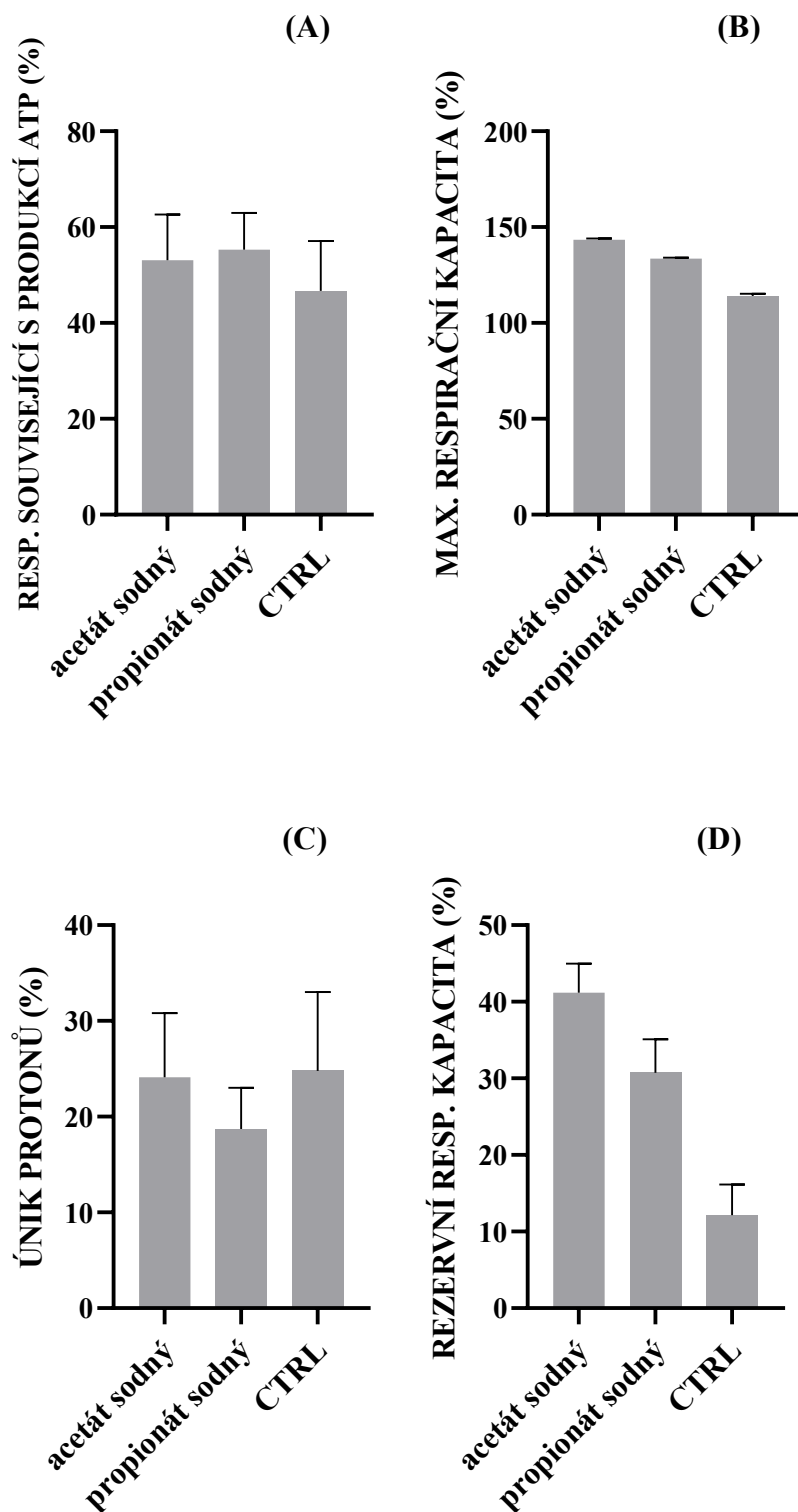 (A)
RESP. SOUVISEJÍCÍ S PRODUKCÍ ATP (%)
80
60
40
20
0
acetát sodný
propionát sodný
CTRL
(B)
MAX. RESPIRAČNÍ KAPACITA (%)
200
150
100
50
0
acetát sodný
propionát sodný
CTRL
(C)
ÚNIK PROTONŮ (%)
40
30
20
10
0
acetát sodný
propionát sodný
CTRL
(D)
REZERVNÍ RESP. KAPACITA (%)
50
40
30
20
10
0
acetát sodný
propionát sodný
CTRL